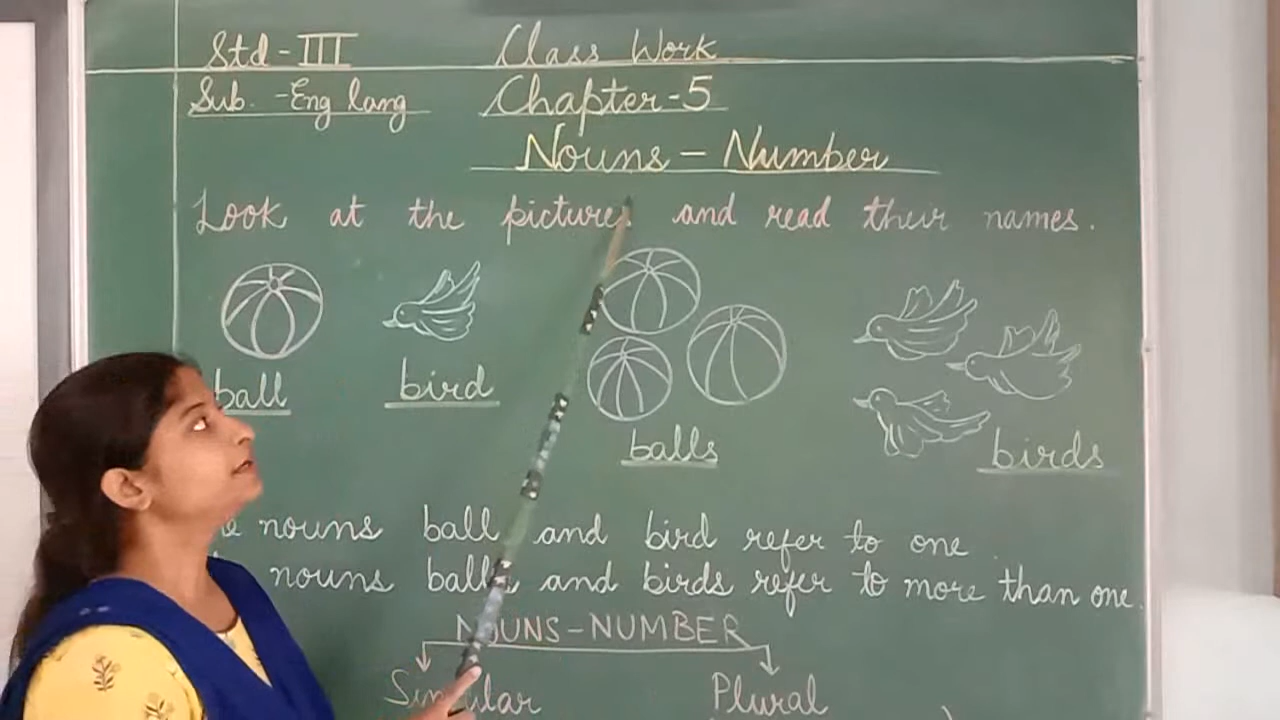 Std-III Class Work
Sub. -Eng lang Chapter-5
Nouns - Number
Look at the pictures and read their names.
ball bird
balls birds
nouns ball and bird refer to one
nouns balls and birds refer to more than one.
NOUNS-NUMBER
Singular Plural